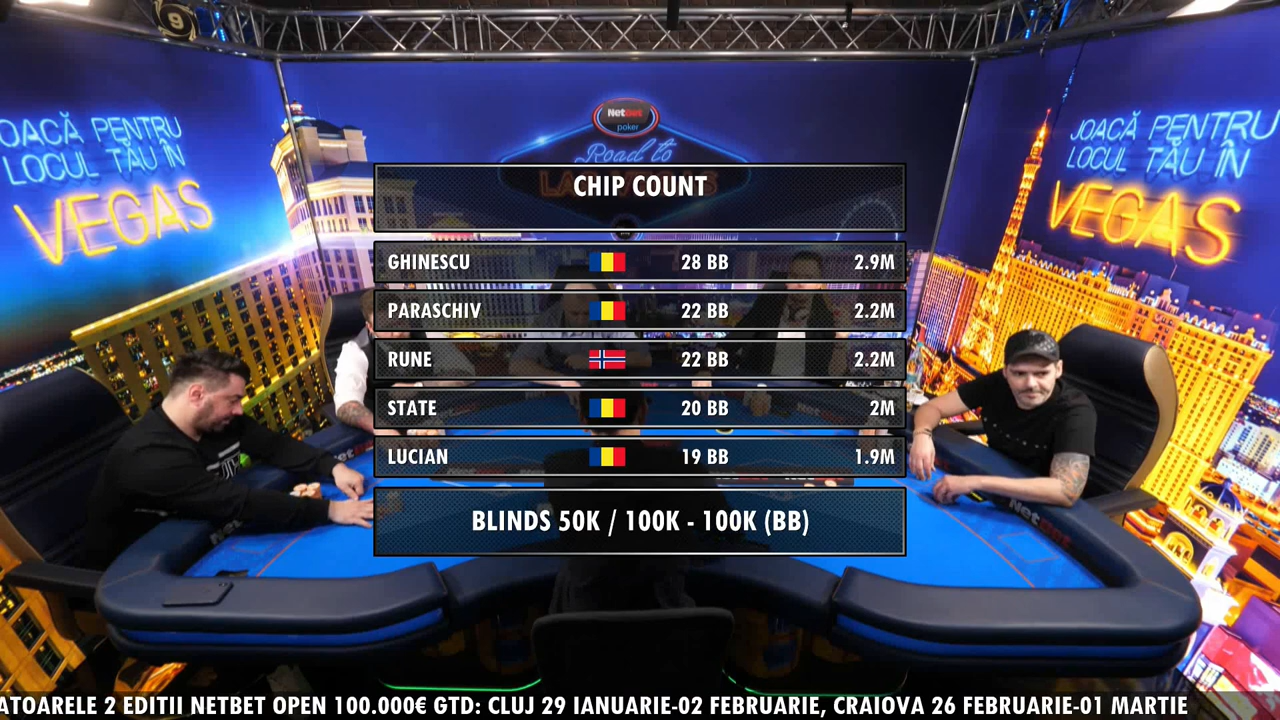 9
OACĂ PENTRU
LOCUL TĂU ÎN
VEGAS
NetBet
poker
Road to
JOACĂ PENTRU
LOCUL TĂU ÎN
VEGAS
CHIP COUNT
GHINESCU 28 BB 2.9M
PARASCHIV 22 BB 2.2M
RUNE 22 BB 2.2M
STATE 20 BB 2M
LUCIAN 19 BB 1.9M
BLINDS 50K / 100K - 100K (BB)
ATOARELE 2 EDITII NETBET OPEN 100.000€ GTD: CLUJ 29 IANUARIE-02 FEBRUARIE, CRAIOVA 26 FEBRUARIE-01 MARTIE